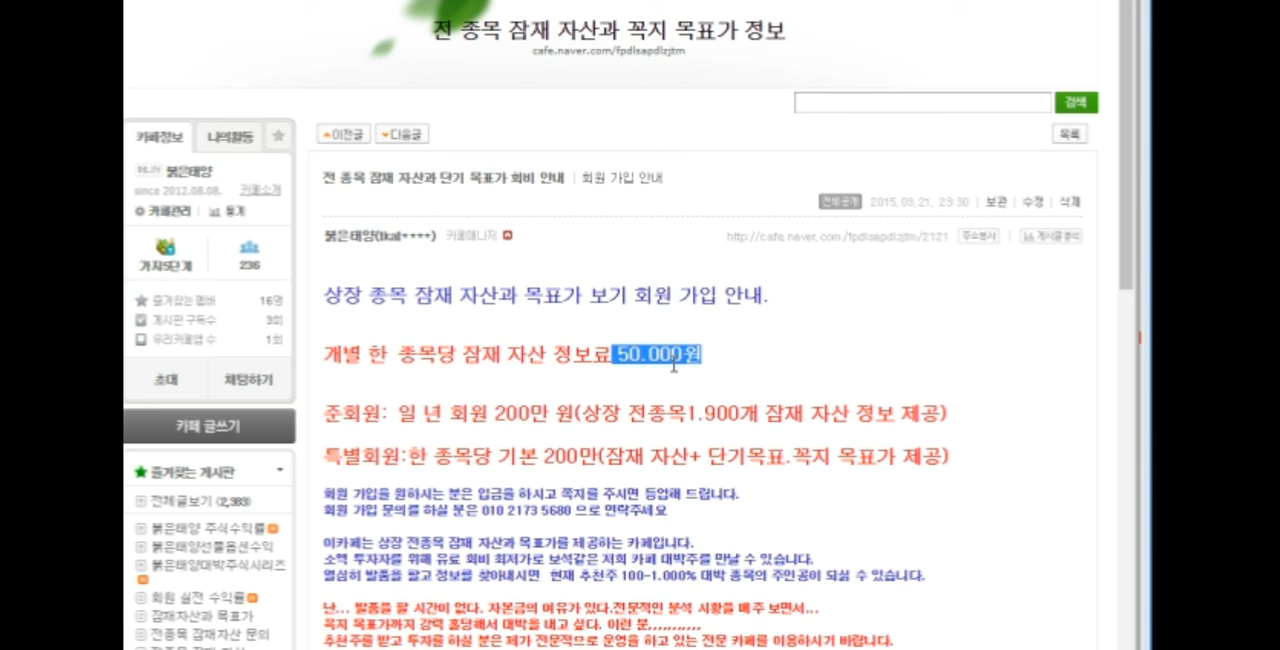 전 종목 잠재 자산과 꼭지 목표가 정보
cafe.naver.com/fpdlsapdlzjtm
검색
카페정보 나의활동
이전글 다음글
목록
매니저 붉은태양
since 2012.08.08. 카페소개
카페관리 통계
가지5단계 236
즐겨찾는 멤버 16명
게시판 구독수 3회
우리카페앱 수 1회
초대 채팅하기
카페 글쓰기
즐겨찾는 게시판
전체글보기 (2,383)
붉은태양 주식수익률
붉은태양선물옵션수익
붉은태양대박주식시리즈
회원 실전 수익률
잠재자산과 목표가
전종목 잠재자산 문의
전 종목 잠재 자산과 단기 목표가 회비 안내 | 회원 가입 안내
전체공개 2015. 03. 21. 23:30 | 보관 | 수정 | 삭제
붉은태양(tkat****) 카페매니저
http://cafe.naver.com/fpdlsapdlzjtm/2121 주소복사 | 게시글 분석
상장 종목 잠재 자산과 목표가 보기 회원 가입 안내.
개별 한 종목당 잠재 자산 정보료 50.000원
준회원: 일 년 회원 200만 원(상장 전종목1.900개 잠재 자산 정보 제공)
특별회원:한 종목당 기본 200만(잠재 자산+ 단기목표.꼭지 목표가 제공)
회원 가입을 원하시는 분은 입금을 하시고 쪽지를 주시면 등업해 드립니다.
회원 가입 문의를 하실 분은 010 2173 5680 으로 연락주세요
이카페는 상장 전종목 잠재 자산과 목표가를 제공하는 카페입니다.
소액 투자자를 위해 유료 회비 최저가로 보석같은 저희 카페 대박주를 만날 수 있습니다.
열심히 발품을 팔고 정보를 찾아내시면 현재 추천주 100-1.000% 대박 종목의 주인공이 되실 수 있습니다.
난... 발품을 팔 시간이 없다. 자본금의 여유가 있다.전문적인 분석 시황을 매주 보면서...
꼭지 목표가까지 강력 홀딩해서 대박을 내고 싶다. 이런 분,,,,,,,,,,
추천주를 받고 투자를 하실 분은 제가 전문적으로 운영을 하고 있는 전문 카페를 이용하시기 바랍니다.